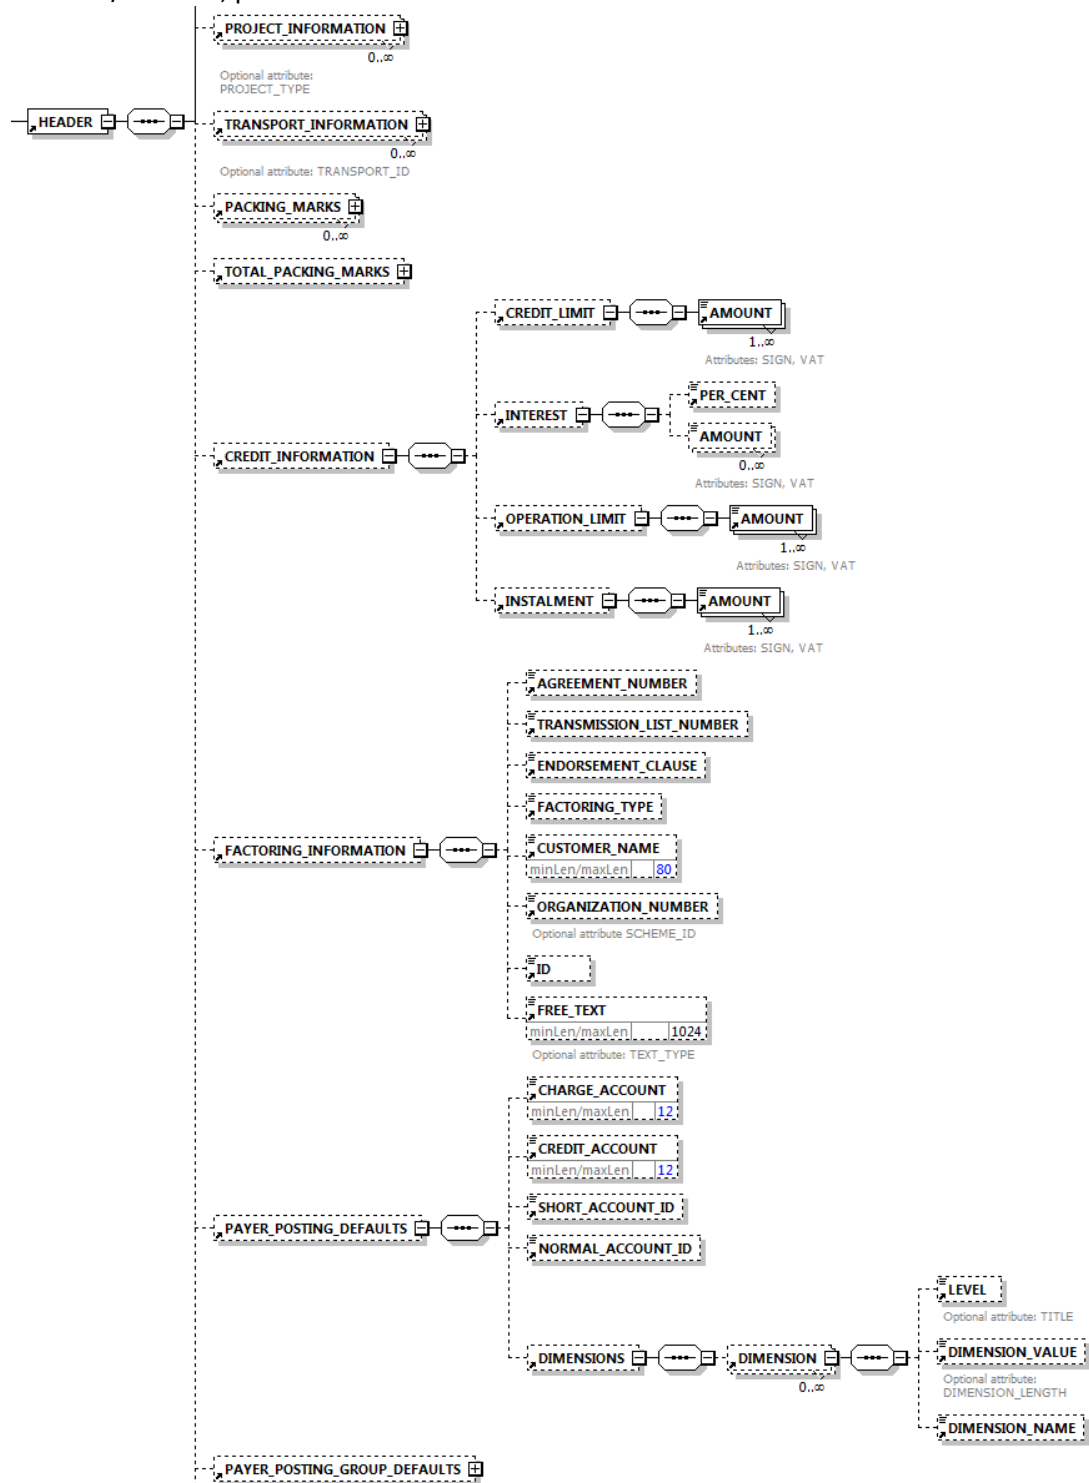 PROJECT_INFORMATION
0..∞
Optional attribute:
PROJECT_TYPE
HEADER
TRANSPORT_INFORMATION
0..∞
Optional attribute: TRANSPORT_ID
PACKING_MARKS
0..∞
TOTAL_PACKING_MARKS
CREDIT_LIMIT
AMOUNT
1..∞
Attributes: SIGN, VAT
PER_CENT
INTEREST
AMOUNT
0..∞
Attributes: SIGN, VAT
CREDIT_INFORMATION
OPERATION_LIMIT
AMOUNT
1..∞
Attributes: SIGN, VAT
INSTALMENT
AMOUNT
1..∞
Attributes: SIGN, VAT
AGREEMENT_NUMBER
TRANSMISSION_LIST_NUMBER
ENDORSEMENT_CLAUSE
FACTORING_TYPE
FACTORING_INFORMATION
CUSTOMER_NAME
minLen/maxLen 80
ORGANIZATION_NUMBER
Optional attribute SCHEME_ID
ID
FREE_TEXT
minLen/maxLen 1024
Optional attribute: TEXT_TYPE
CHARGE_ACCOUNT
minLen/maxLen 12
CREDIT_ACCOUNT
minLen/maxLen 12
SHORT_ACCOUNT_ID
PAYER_POSTING_DEFAULTS
NORMAL_ACCOUNT_ID
LEVEL
Optional attribute: TITLE
DIMENSIONS
DIMENSION
0..∞
DIMENSION_VALUE
Optional attribute:
DIMENSION_LENGTH
DIMENSION_NAME
PAYER_POSTING_GROUP_DEFAULTS